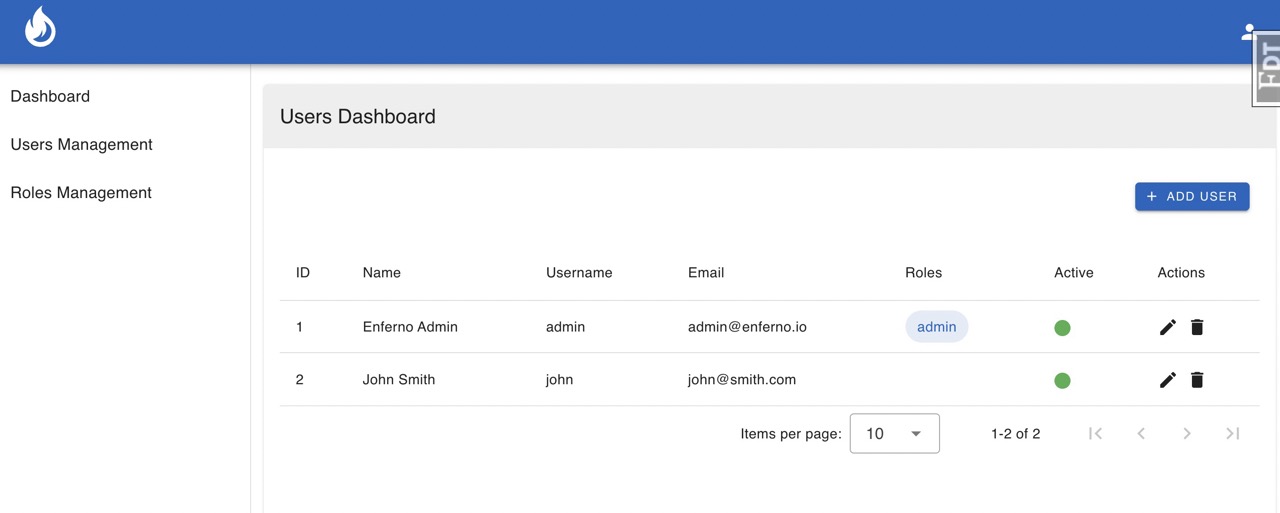 Dashboard
Users Management
Roles Management
Users Dashboard
+ ADD USER
ID Name Username Email Roles Active Actions
1 Enferno Admin admin admin@enferno.io admin
2 John Smith john john@smith.com
Items per page: 10 1-2 of 2